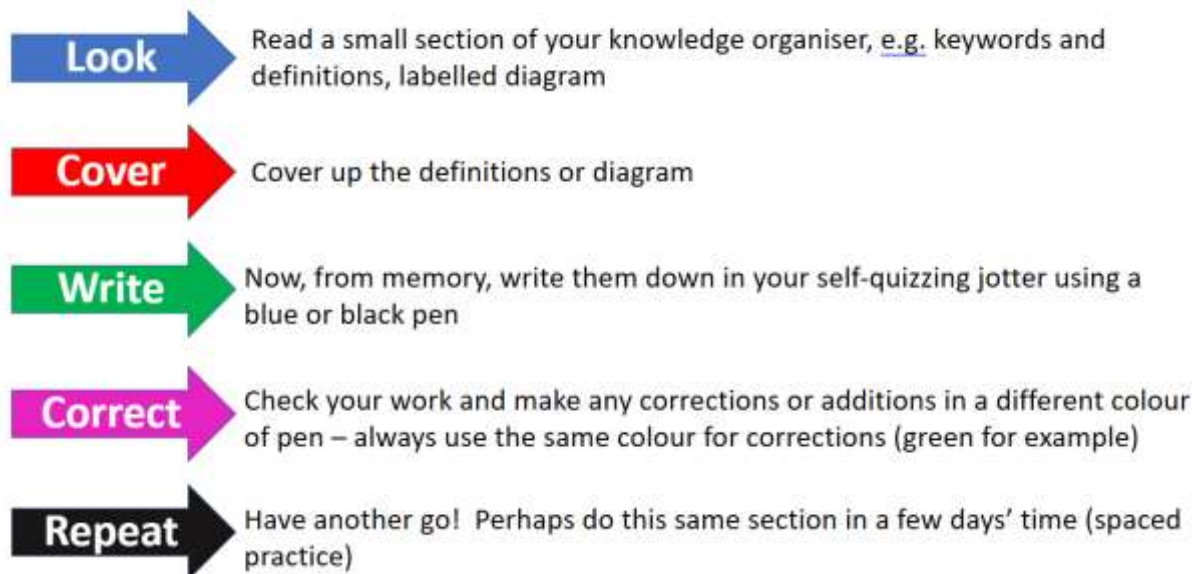 Look
Read a small section of your knowledge organiser, e.g. keywords and
definitions, labelled diagram
Cover
Cover up the definitions or diagram
Write
Now, from memory, write them down in your self-quizzing jotter using a
blue or black pen
Correct
Check your work and make any corrections or additions in a different colour
of pen – always use the same colour for corrections (green for example)
Repeat
Have another go!  Perhaps do this same section in a few days’ time (spaced
practice)